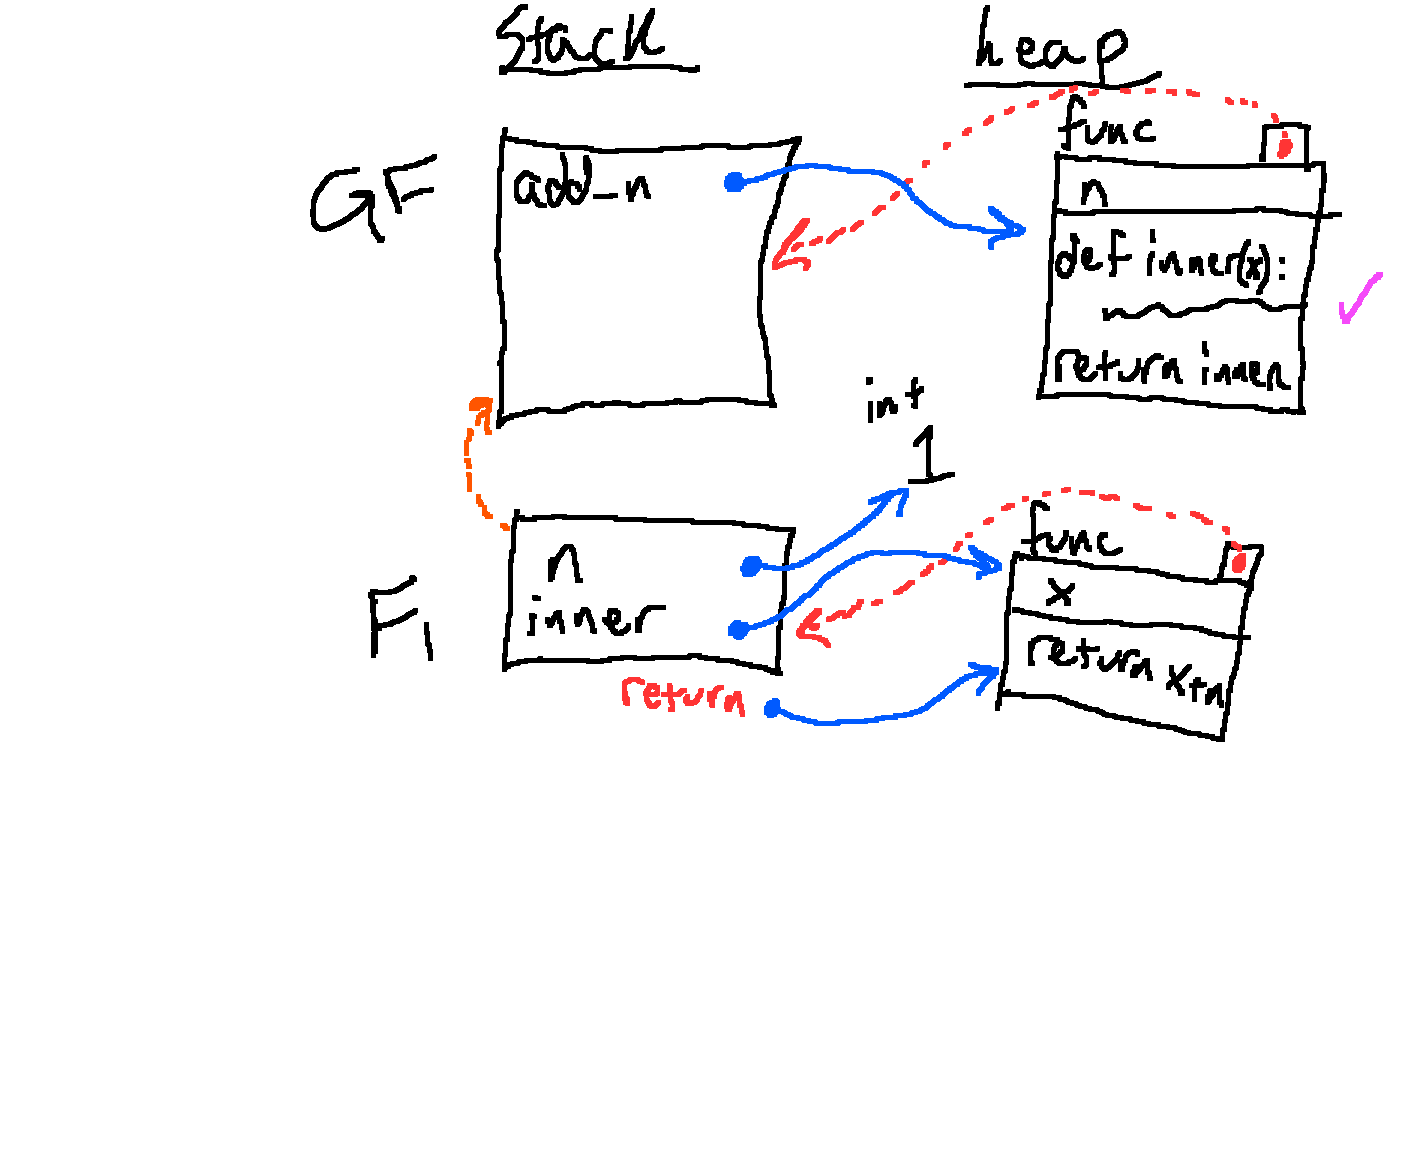 Stack
heap
func
GF
add_n
n
def inner(x):
return inner
int
1
func
F1
n
inner
x
return x+n
return